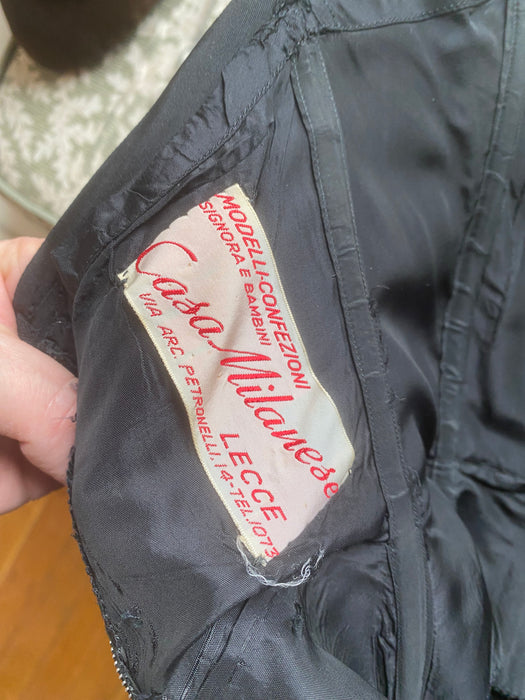 MODELLI-CONFEZIONI
SIGNORA E BAMBINI
Casa Milanese
LECCE
VIA ARC. PETRONELLI, 14-TEL. 1073